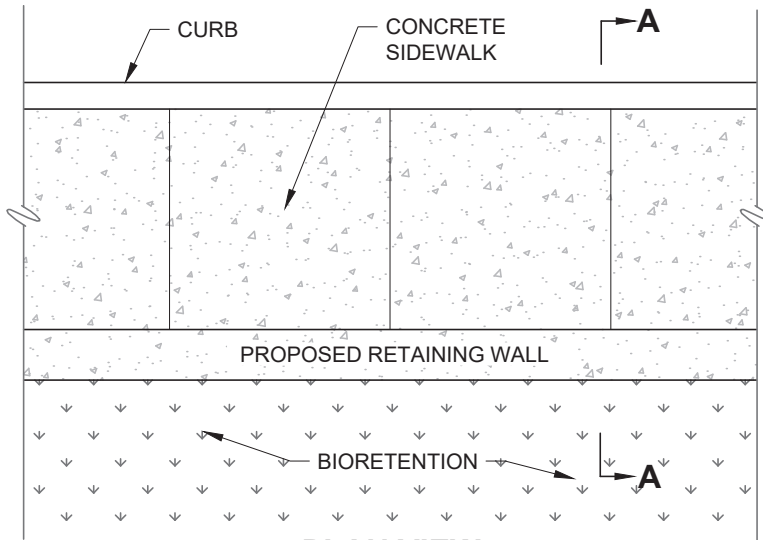 CURB
CONCRETE
SIDEWALK
A
PROPOSED RETAINING WALL
BIORETENTION
A